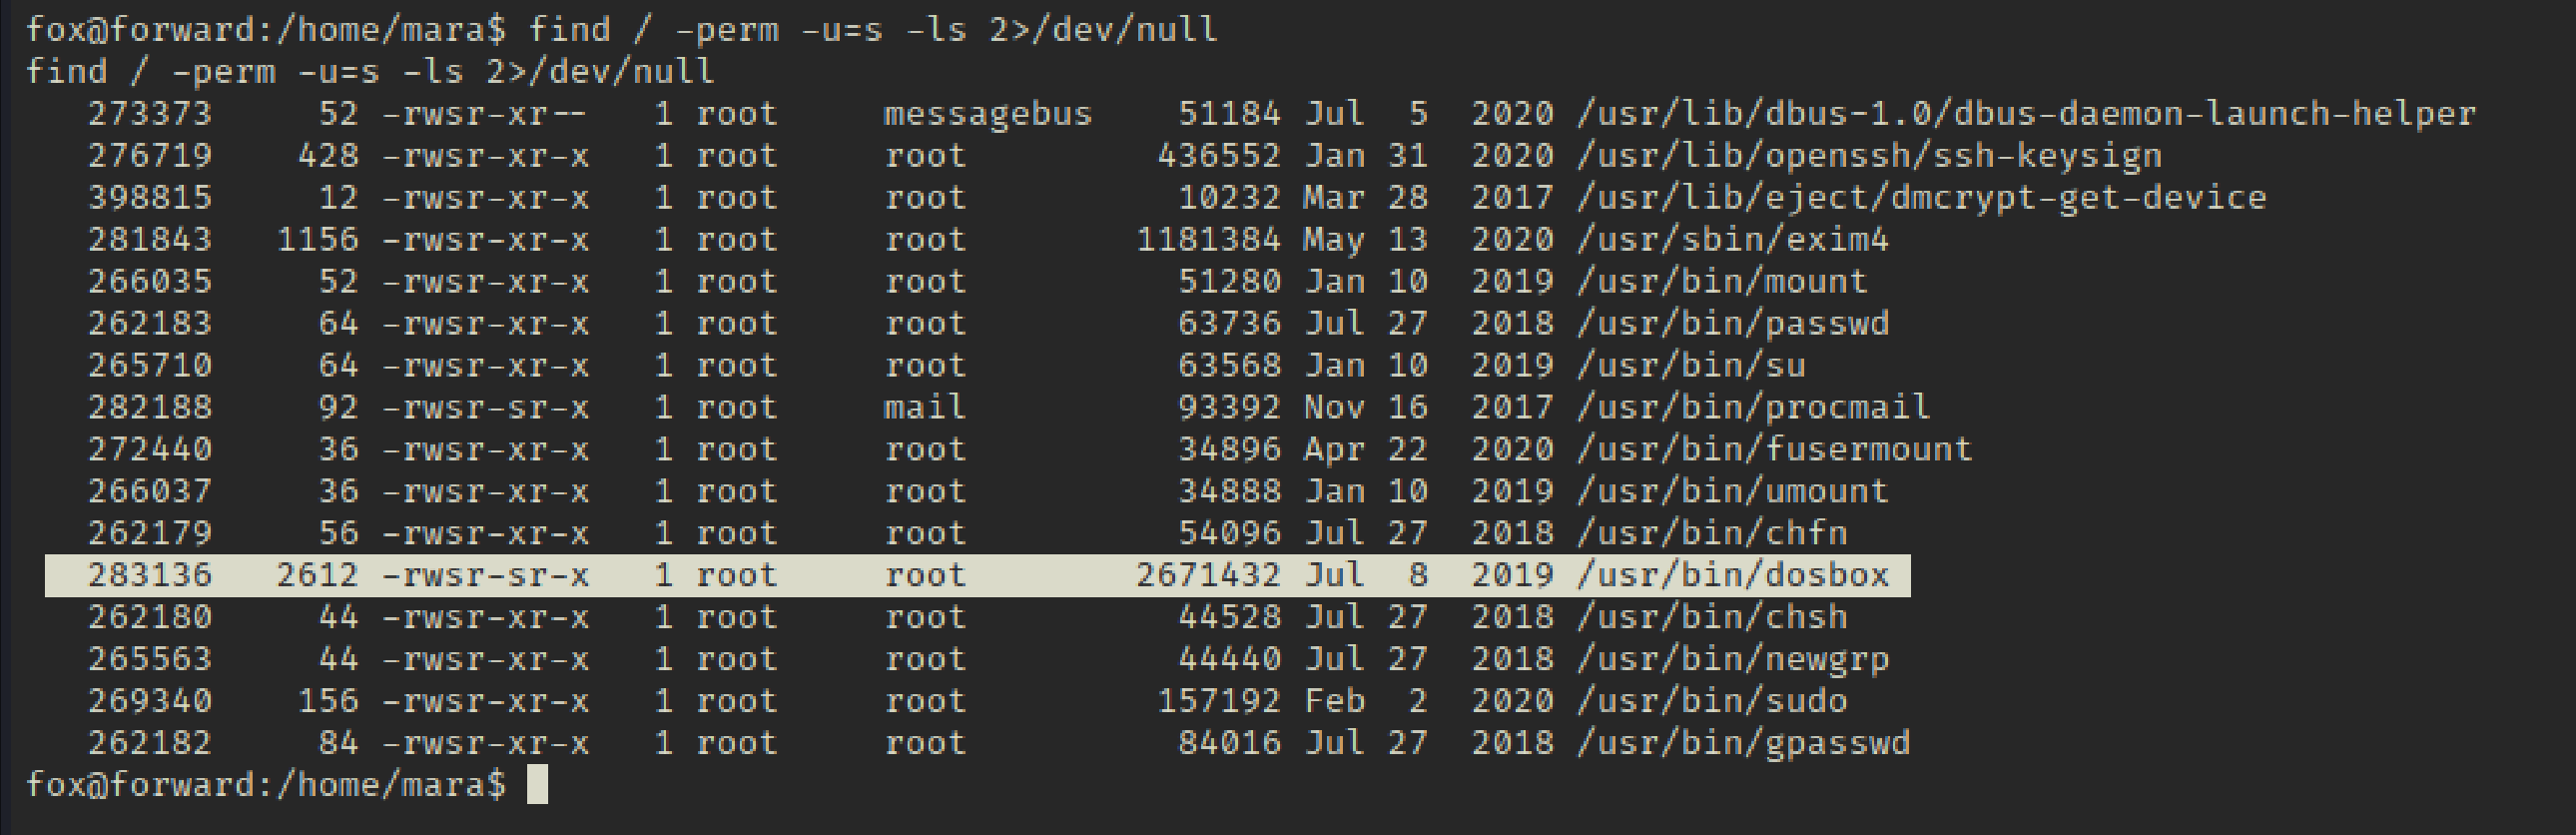 fox@forward:/home/mara$ find / -perm -u=s -ls 2>/dev/null
find / -perm -u=s -ls 2>/dev/null
   273373     52 -rwsr-xr--   1 root     messagebus    51184 Jul  5  2020 /usr/lib/dbus-1.0/dbus-daemon-launch-helper
   276719    428 -rwsr-xr-x   1 root     root         436552 Jan 31  2020 /usr/lib/openssh/ssh-keysign
   398815     12 -rwsr-xr-x   1 root     root          10232 Mar 28  2017 /usr/lib/eject/dmcrypt-get-device
   281843   1156 -rwsr-xr-x   1 root     root        1181384 May 13  2020 /usr/sbin/exim4
   266035     52 -rwsr-xr-x   1 root     root          51280 Jan 10  2019 /usr/bin/mount
   262183     64 -rwsr-xr-x   1 root     root          63736 Jul 27  2018 /usr/bin/passwd
   265710     64 -rwsr-xr-x   1 root     root          63568 Jan 10  2019 /usr/bin/su
   282188     92 -rwsr-sr-x   1 root     mail          93392 Nov 16  2017 /usr/bin/procmail
   272440     36 -rwsr-xr-x   1 root     root          34896 Apr 22  2020 /usr/bin/fusermount
   266037     36 -rwsr-xr-x   1 root     root          34888 Jan 10  2019 /usr/bin/umount
   262179     56 -rwsr-xr-x   1 root     root          54096 Jul 27  2018 /usr/bin/chfn
   283136   2612 -rwsr-sr-x   1 root     root        2671432 Jul  8  2019 /usr/bin/dosbox
   262180     44 -rwsr-xr-x   1 root     root          44528 Jul 27  2018 /usr/bin/chsh
   265563     44 -rwsr-xr-x   1 root     root          44440 Jul 27  2018 /usr/bin/newgrp
   269340    156 -rwsr-xr-x   1 root     root         157192 Feb  2  2020 /usr/bin/sudo
   262182     84 -rwsr-xr-x   1 root     root          84016 Jul 27  2018 /usr/bin/gpasswd
fox@forward:/home/mara$